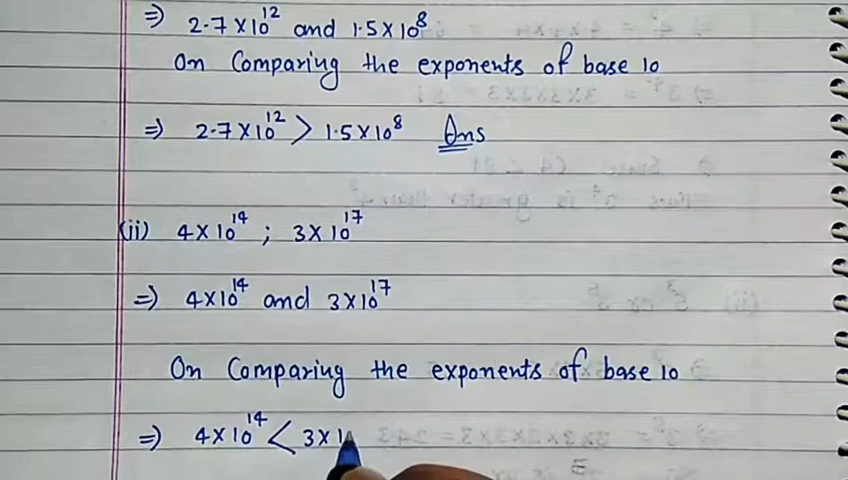 ⇒ 2.7×10¹² and 1.5×10⁸
On Comparing the exponents of base 10
⇒ 2.7×10¹² > 1.5×10⁸ Ans
(ii) 4×10¹⁴ ; 3×10¹⁷
⇒ 4×10¹⁴ and 3×10¹⁷
On Comparing the exponents of base 10
⇒ 4×10¹⁴ < 3×1